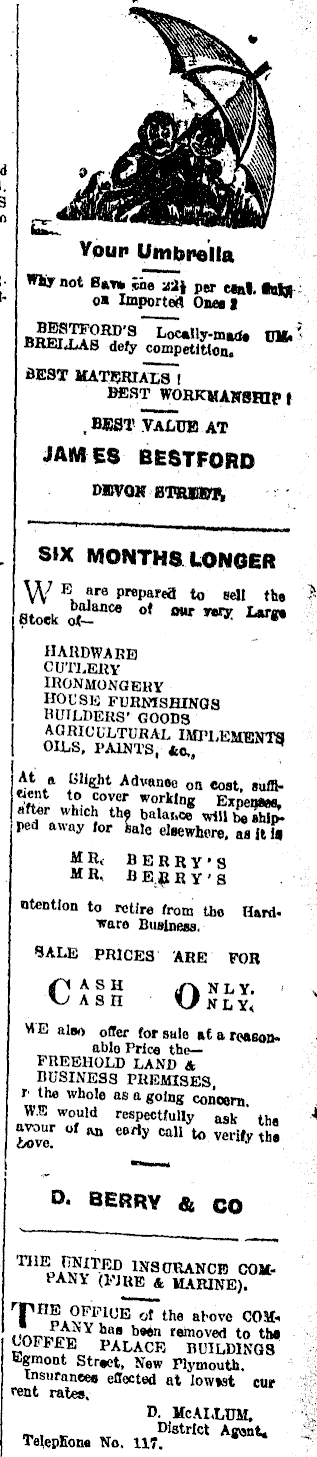 Your Umbrella
Why not Save the 22½ per cent. duty
on Imported Ones?
BESTFORD'S Locally-made UM-
BRELLAS defy competition.
BEST MATERIALS!
BEST WORKMANSHIP!
BEST VALUE AT
JAMES BESTFORD
DEVON STREET,
SIX MONTHS LONGER
WE are prepared to sell the
balance of our very Large
Stock of—
HARDWARE
CUTLERY
IRONMONGERY
HOUSE FURNISHINGS
BUILDERS' GOODS
AGRICULTURAL IMPLEMENTS
OILS, PAINTS, &c.,
At a Slight Advance on cost, suffi-
cient to cover working Expenses,
after which the balance will be ship-
ped away for sale elsewhere, as it is
MR. BERRY'S
MR. BERRY'S
ntention to retire from the Hard-
ware Business.
SALE PRICES ARE FOR
CASH ONLY.
CASH ONLY.
WE also offer for sale at a reason-
able Price the—
FREEHOLD LAND &
BUSINESS PREMISES,
r the whole as a going concern.
WE would respectfully ask the
avour of an early call to verify the
above.
D. BERRY & CO
THE UNITED INSURANCE COM-
PANY (FIRE & MARINE).
THE OFFICE of the above COM-
PANY has been removed to the
COFFEE PALACE BUILDINGS
Egmont Street, New Plymouth.
Insurances effected at lowest cur
rent rates.
D. McALLUM,
District Agent.
Telephone No. 117.